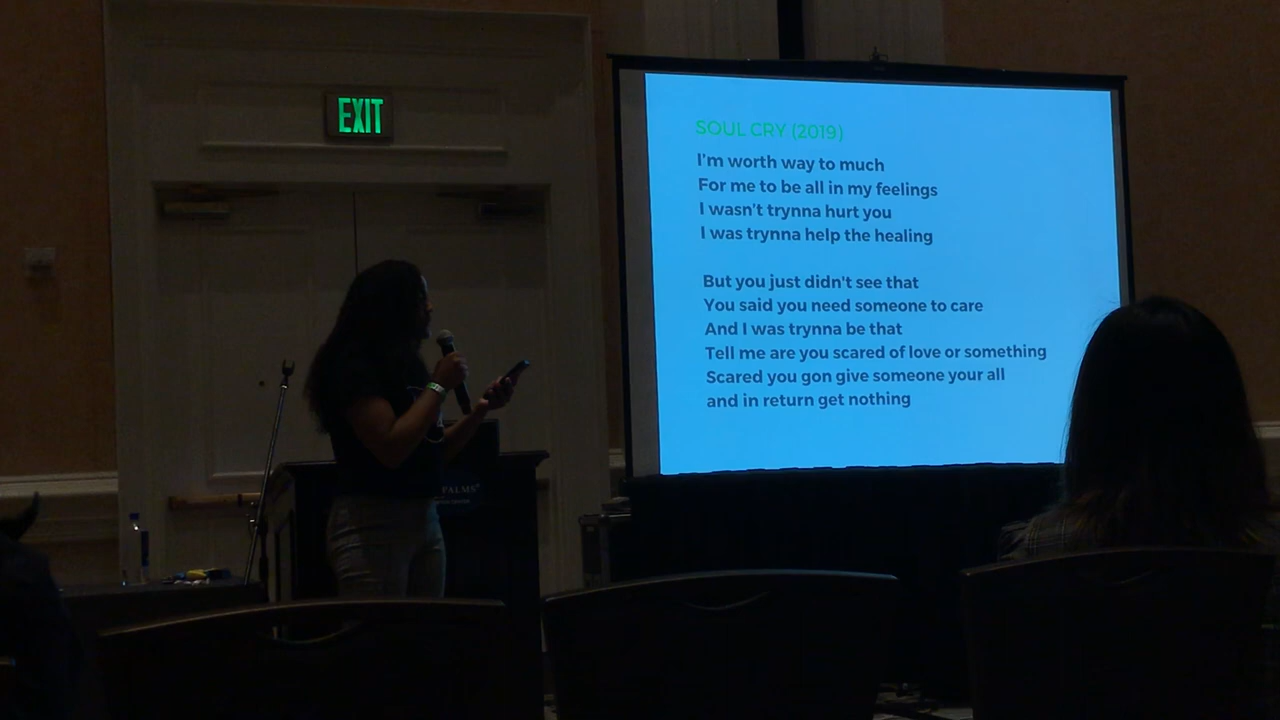 EXIT
SOUL CRY (2019)
I'm worth way to much
For me to be all in my feelings
I wasn't trynna hurt you
I was trynna help the healing
But you just didn't see that
You said you need someone to care
And I was trynna be that
Tell me are you scared of love or something
Scared you gon give someone your all
and in return get nothing
PALMS